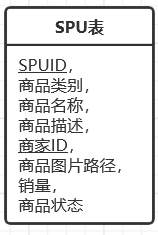 SPU表
SPUID，
商品类别，
商品名称，
商品描述，
商家ID，
商品图片路径，
销量，
商品状态